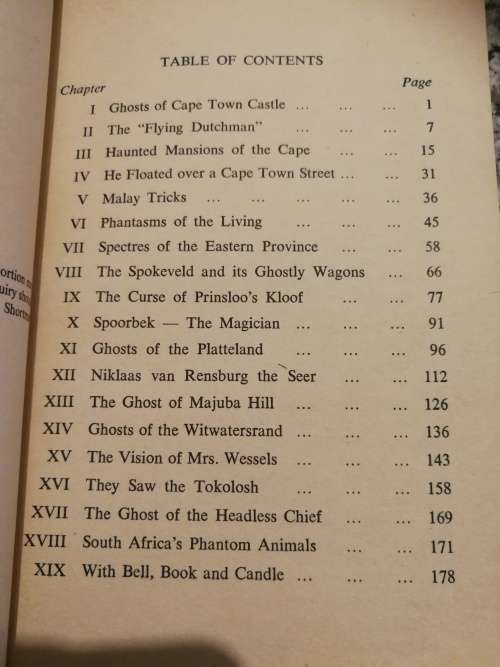 TABLE OF CONTENTS
Chapter Page
I Ghosts of Cape Town Castle ... ... ... 1
II The "Flying Dutchman" ... ... ... 7
III Haunted Mansions of the Cape ... ... 15
IV He Floated over a Cape Town Street ... ... 31
V Malay Tricks ... ... ... ... ... 36
VI Phantasms of the Living ... ... ... 45
VII Spectres of the Eastern Province ... ... 58
VIII The Spokeveld and its Ghostly Wagons ... 66
IX The Curse of Prinsloo's Kloof ... ... 77
X Spoorbek — The Magician ... ... ... 91
XI Ghosts of the Platteland ... ... ... 96
XII Niklaas van Rensburg the Seer ... ... 112
XIII The Ghost of Majuba Hill ... ... ... 126
XIV Ghosts of the Witwatersrand ... ... ... 136
XV The Vision of Mrs. Wessels ... ... ... 143
XVI They Saw the Tokolosh ... ... ... 158
XVII The Ghost of the Headless Chief ... ... 169
XVIII South Africa's Phantom Animals ... ... 171
XIX With Bell, Book and Candle ... ... ... 178